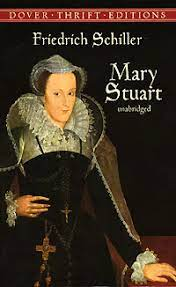 DOVER · THRIFT · EDITIONS
Friedrich Schiller
Mary
Stuart
unabridged